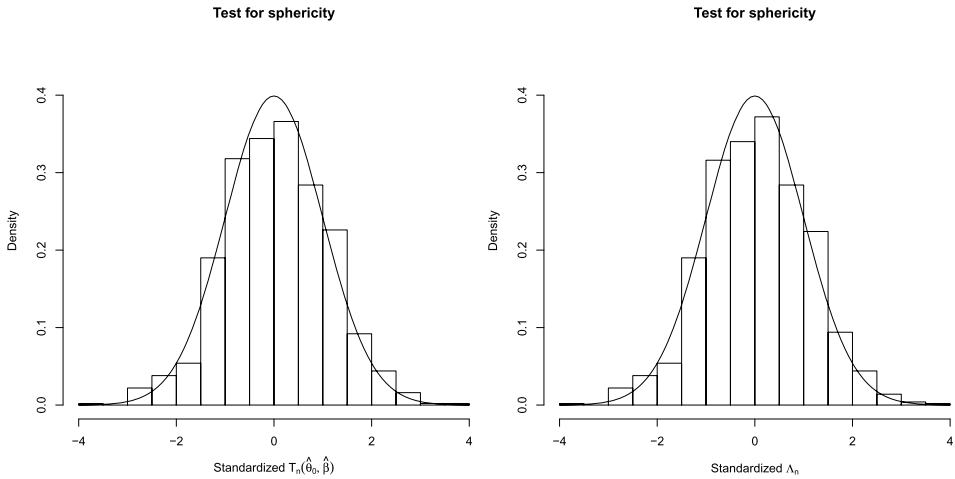 Test for sphericity
Density
0.0 0.1 0.2 0.3 0.4
−4 −2 0 2 4
Standardized Tₙ(θ̂₀, β̂)
Test for sphericity
Density
0.0 0.1 0.2 0.3 0.4
−4 −2 0 2 4
Standardized Λₙ